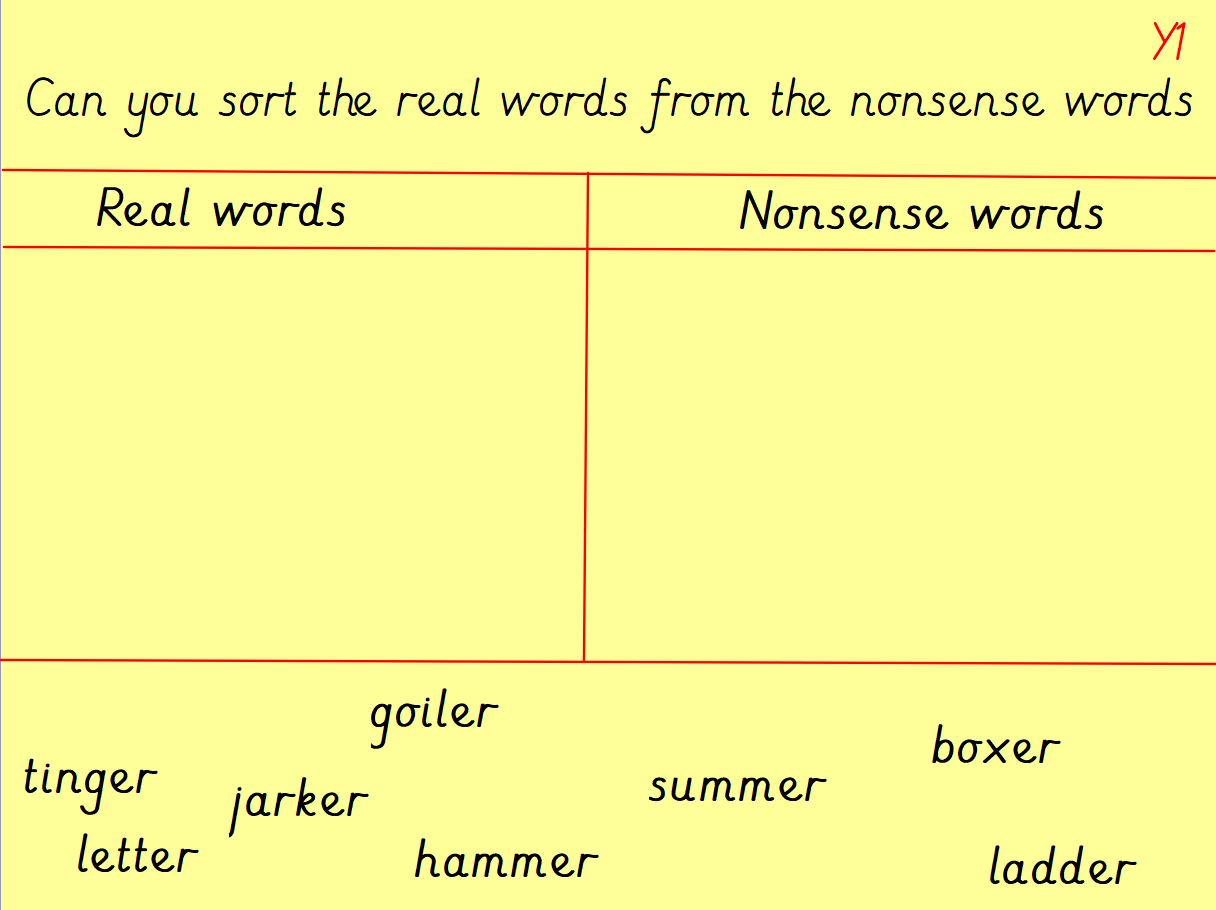 Y1
Can you sort the real words from the nonsense words
Real words
Nonsense words
goiler
boxer
tinger
jarker
summer
letter
hammer
ladder